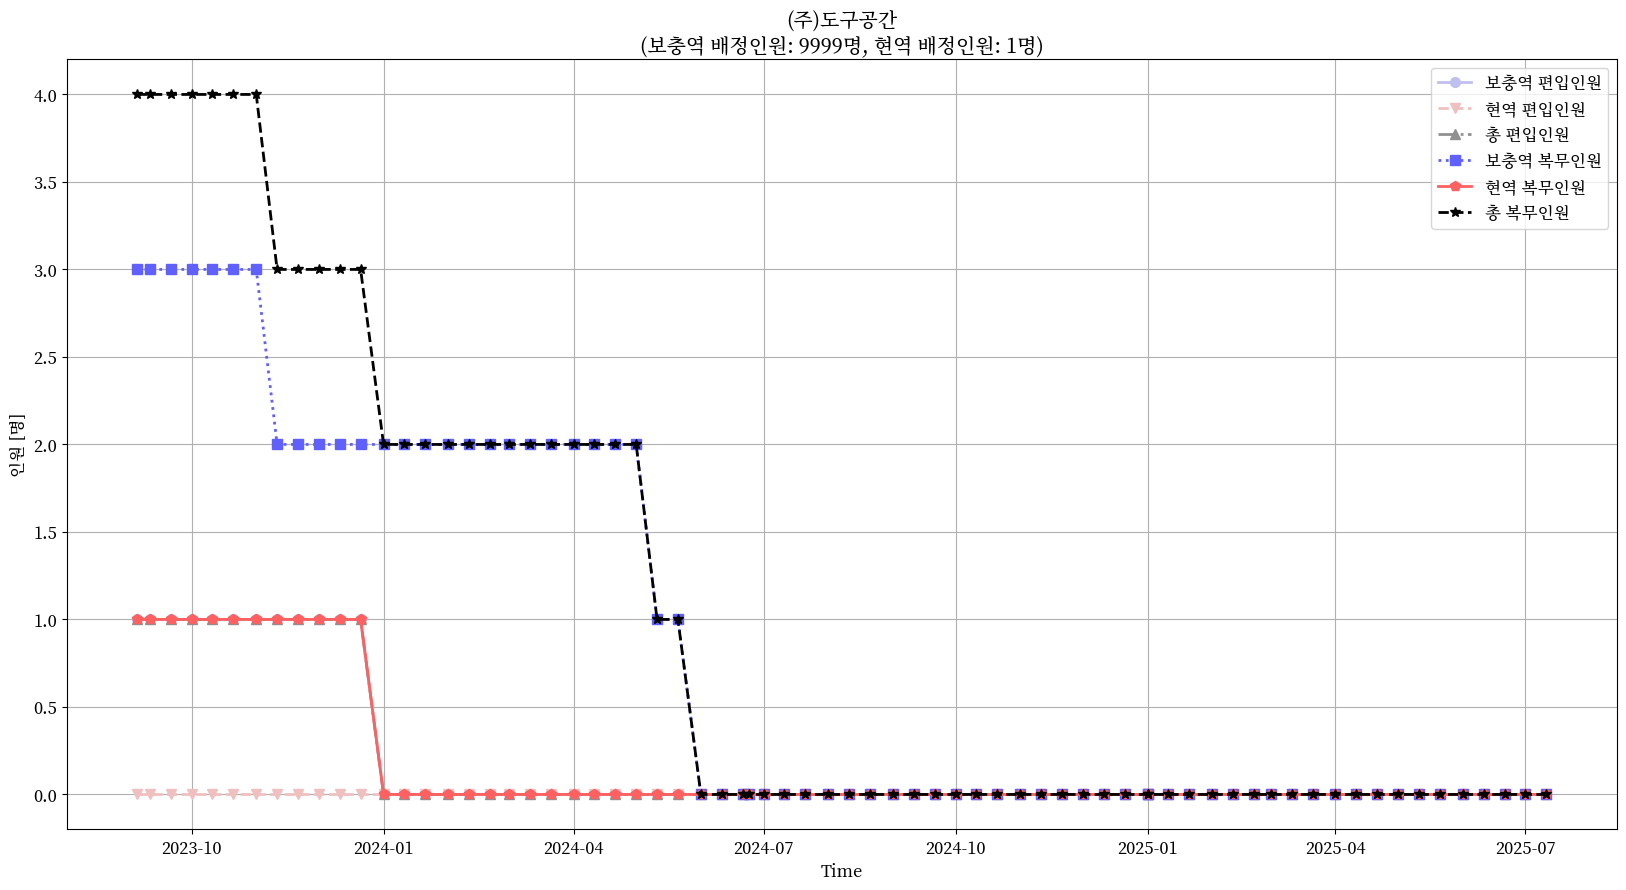 (주)도구공간
(보충역 배정인원: 9999명, 현역 배정인원: 1명)
보충역 편입인원
현역 편입인원
총 편입인원
보충역 복무인원
현역 복무인원
총 복무인원
인원 [명]
4.0
3.5
3.0
2.5
2.0
1.5
1.0
0.5
0.0
2023-10
2024-01
2024-04
2024-07
2024-10
2025-01
2025-04
2025-07
Time